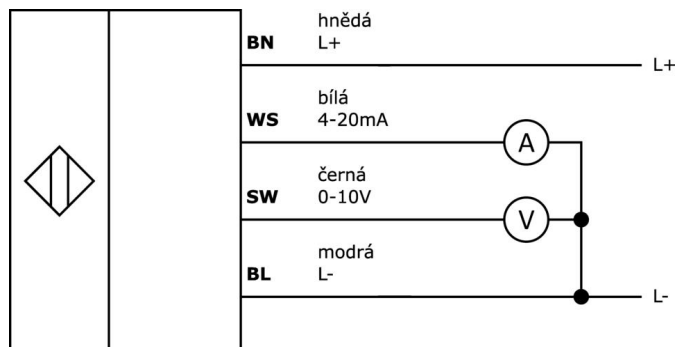 hnědá
BN L+
L+
bílá
WS 4-20mA
A
černá
SW 0-10V
V
modrá
BL L-
L-